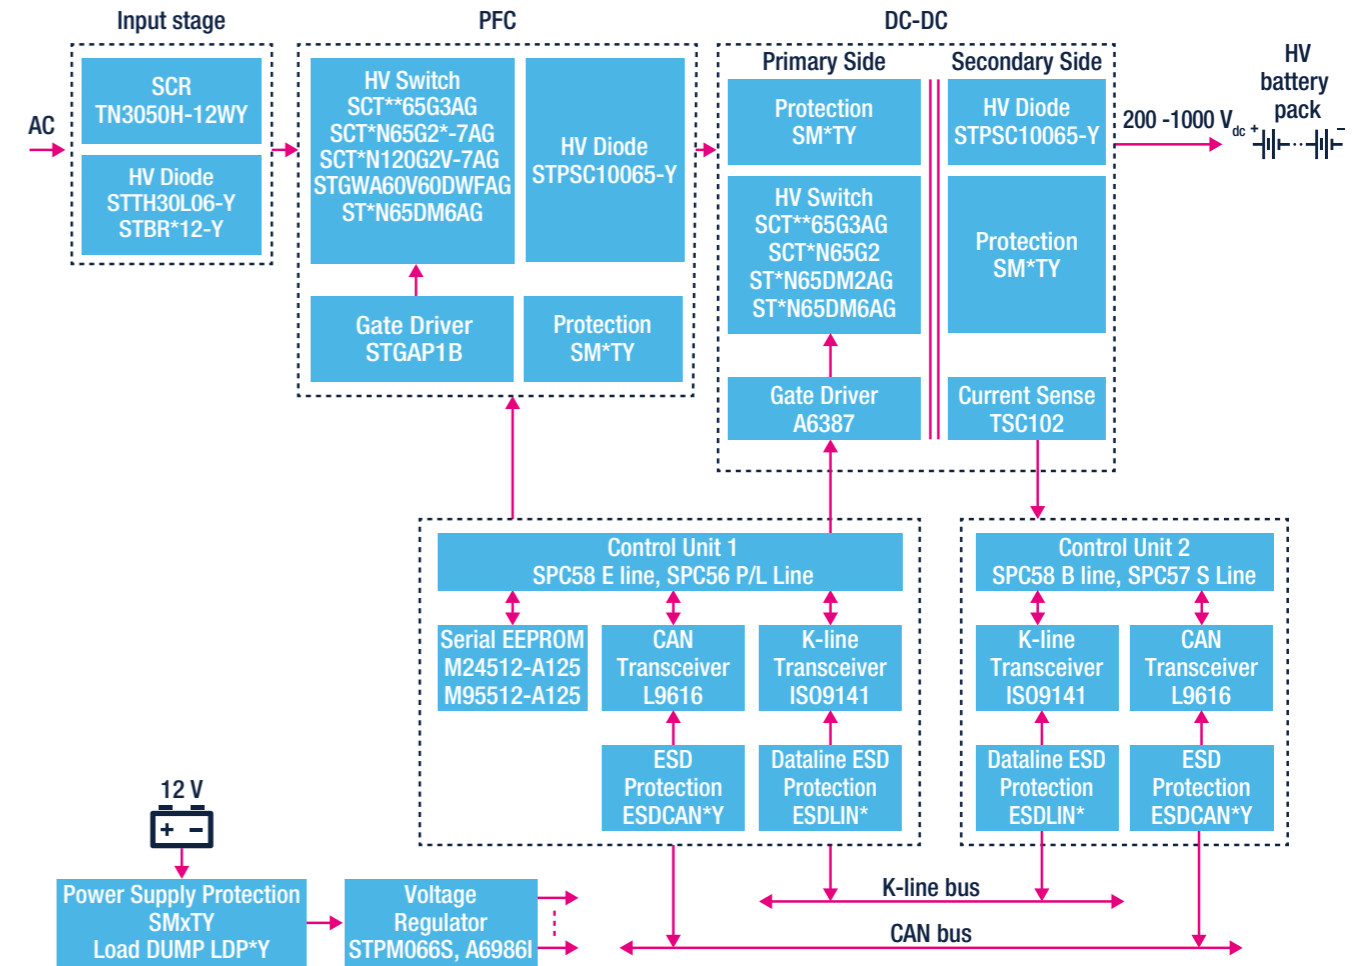 Input stage
PFC
DC-DC
AC
SCR
TN3050H-12WY
HV Diode
STTH30L06-Y
STBR*12-Y
HV Switch
SCT**65G3AG
SCT*N65G2*-7AG
SCT*N120G2V-7AG
STGWA60V60DWFAG
ST*N65DM6AG
HV Diode
STPSC10065-Y
Gate Driver
STGAP1B
Protection
SM*TY
Primary Side
Protection
SM*TY
HV Switch
SCT**65G3AG
SCT*N65G2
ST*N65DM2AG
ST*N65DM6AG
Gate Driver
A6387
Secondary Side
HV Diode
STPSC10065-Y
Protection
SM*TY
Current Sense
TSC102
200 -1000 Vdc
+
−
HV
battery
pack
Control Unit 1
SPC58 E line, SPC56 P/L Line
Serial EEPROM
M24512-A125
M95512-A125
CAN
Transceiver
L9616
K-line
Transceiver
ISO9141
ESD
Protection
ESDCAN*Y
Dataline ESD
Protection
ESDLIN*
Control Unit 2
SPC58 B line, SPC57 S Line
K-line
Transceiver
ISO9141
CAN
Transceiver
L9616
Dataline ESD
Protection
ESDLIN*
ESD
Protection
ESDCAN*Y
12 V
+ −
Power Supply Protection
SMxTY
Load DUMP LDP*Y
Voltage
Regulator
STPM066S, A6986I
K-line bus
CAN bus